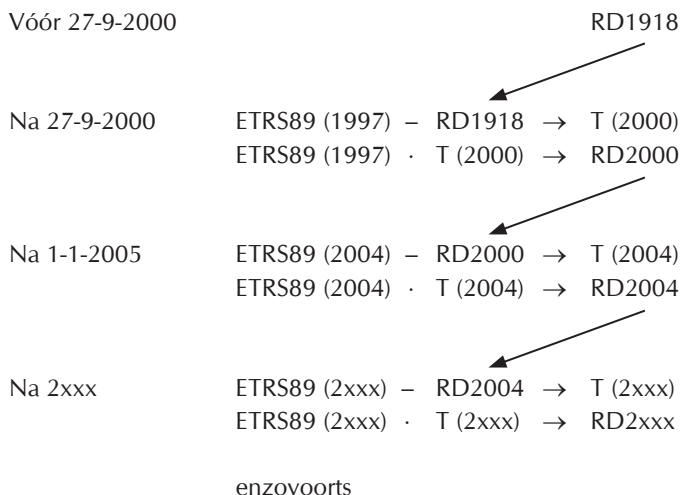 Vóór 27-9-2000 RD1918
Na 27-9-2000 ETRS89 (1997) – RD1918 → T (2000)
ETRS89 (1997) · T (2000) → RD2000
Na 1-1-2005 ETRS89 (2004) – RD2000 → T (2004)
ETRS89 (2004) · T (2004) → RD2004
Na 2xxx ETRS89 (2xxx) – RD2004 → T (2xxx)
ETRS89 (2xxx) · T (2xxx) → RD2xxx
enzovoorts